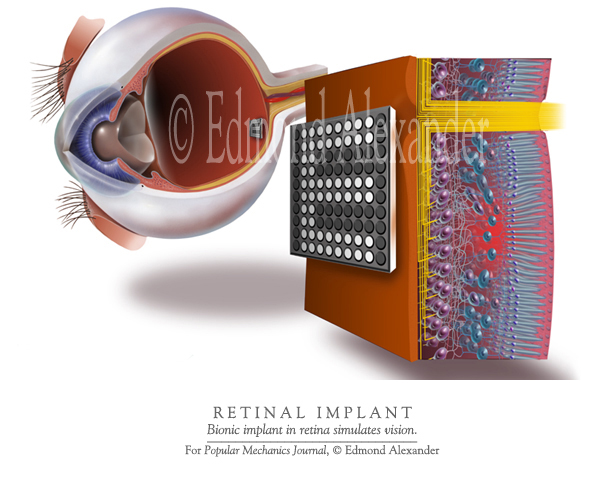 © Edmond Alexander
RETINAL IMPLANT
Bionic implant in retina simulates vision.
For Popular Mechanics Journal, © Edmond Alexander